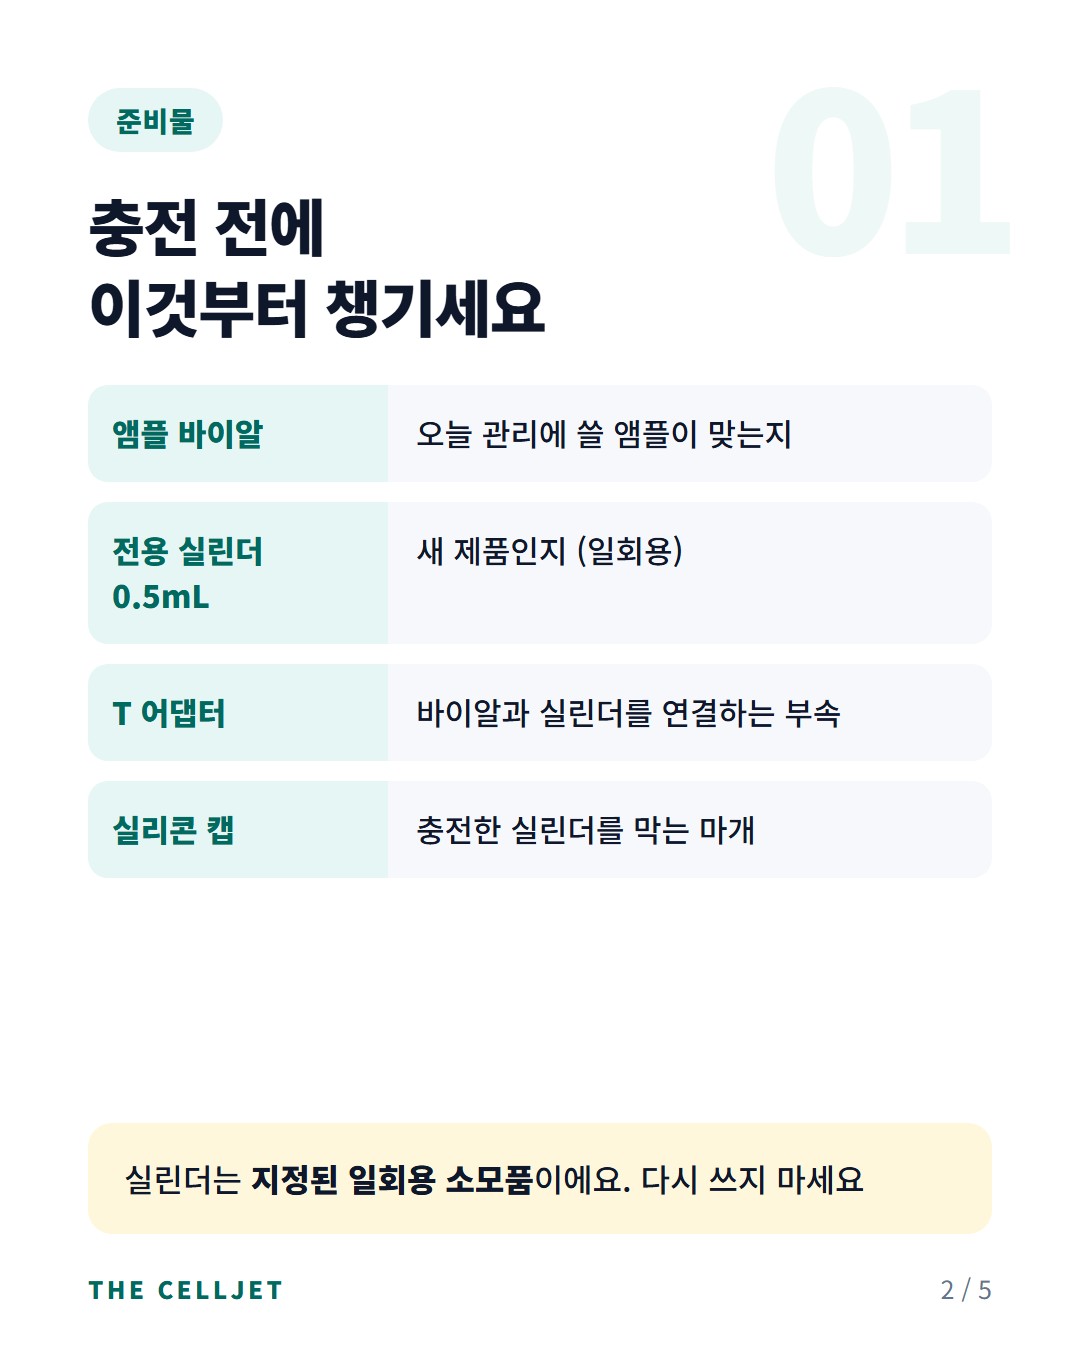 준비물
01
충전 전에
이것부터 챙기세요
앰플 바이알
오늘 관리에 쓸 앰플이 맞는지
전용 실린더
0.5mL
새 제품인지 (일회용)
T 어댑터
바이알과 실린더를 연결하는 부속
실리콘 캡
충전한 실린더를 막는 마개
실린더는 지정된 일회용 소모품이에요. 다시 쓰지 마세요
THE CELLJET
2 / 5